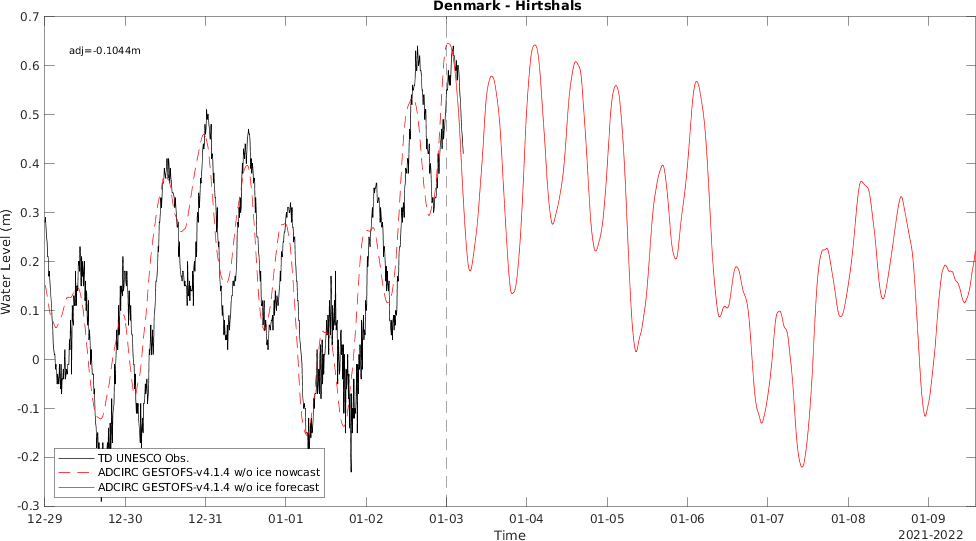 Denmark - Hirtshals
adj=-0.1044m
Water Level (m)
0.7
0.6
0.5
0.4
0.3
0.2
0.1
0
-0.1
-0.2
-0.3
TD UNESCO Obs.
ADCIRC GESTOFS-v4.1.4 w/o ice nowcast
ADCIRC GESTOFS-v4.1.4 w/o ice forecast
12-29 12-30 12-31 01-01 01-02 01-03 01-04 01-05 01-06 01-07 01-08 01-09
Time
2021-2022